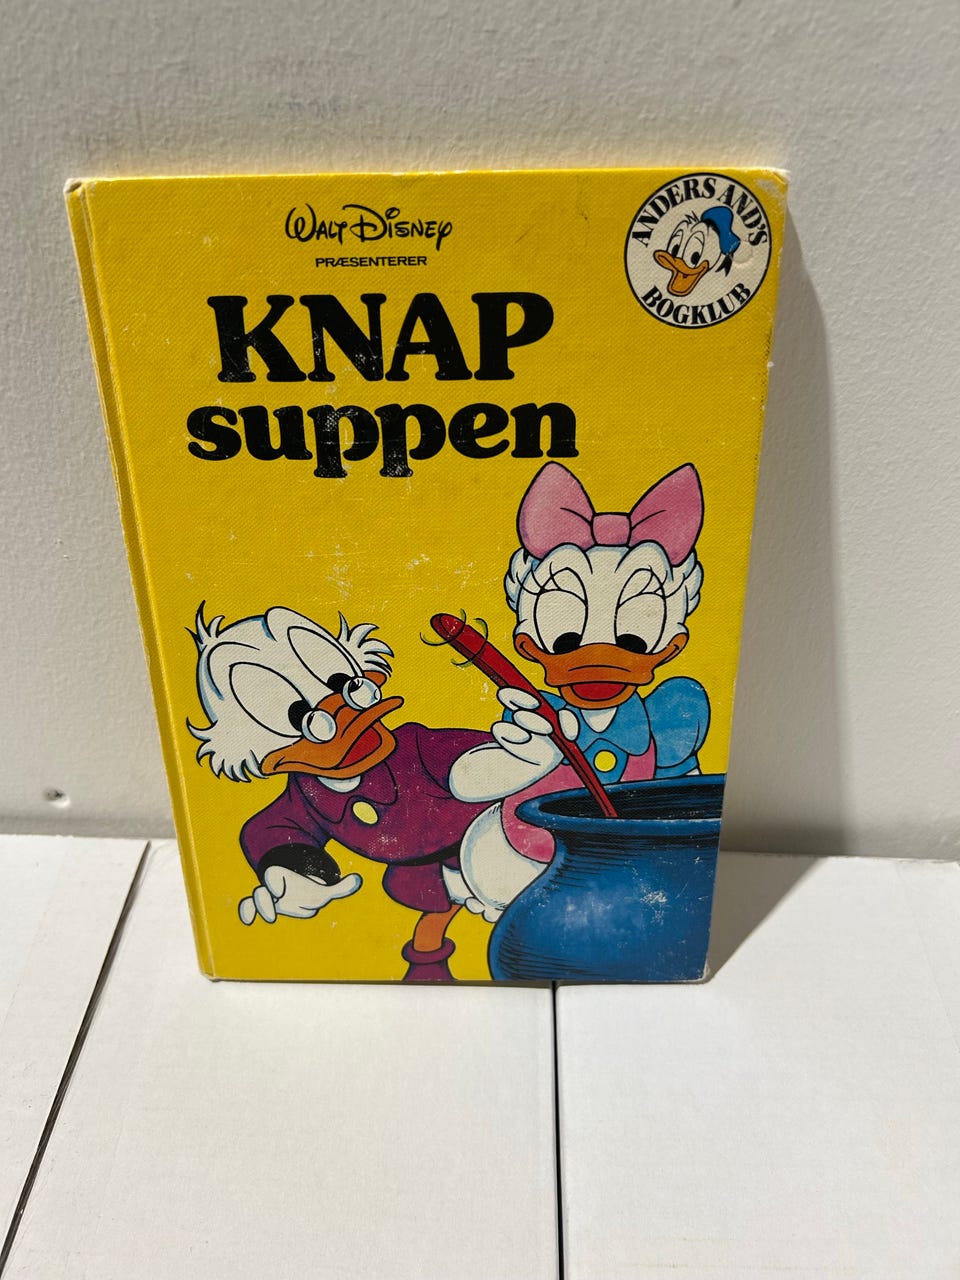 WALT DISNEY
PRÆSENTERER
KNAP
suppen
ANDERS AND'S
BOGKLUB